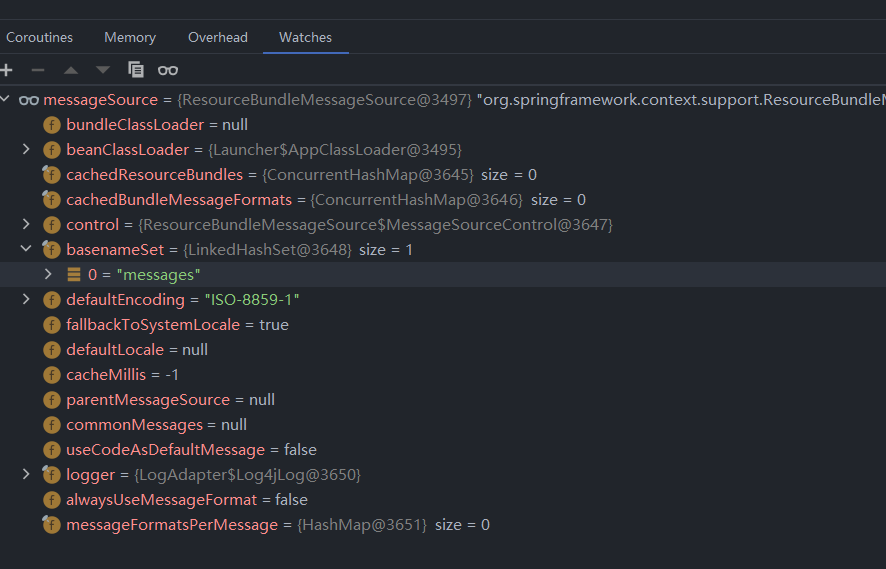 Coroutines Memory Overhead Watches
messageSource = {ResourceBundleMessageSource@3497} "org.springframework.context.support.ResourceBundleM
f bundleClassLoader = null
f beanClassLoader = {Launcher$AppClassLoader@3495}
f cachedResourceBundles = {ConcurrentHashMap@3645} size = 0
f cachedBundleMessageFormats = {ConcurrentHashMap@3646} size = 0
f control = {ResourceBundleMessageSource$MessageSourceControl@3647}
f basenameSet = {LinkedHashSet@3648} size = 1
0 = "messages"
f defaultEncoding = "ISO-8859-1"
f fallbackToSystemLocale = true
f defaultLocale = null
f cacheMillis = -1
f parentMessageSource = null
f commonMessages = null
f useCodeAsDefaultMessage = false
f logger = {LogAdapter$Log4jLog@3650}
f alwaysUseMessageFormat = false
f messageFormatsPerMessage = {HashMap@3651} size = 0